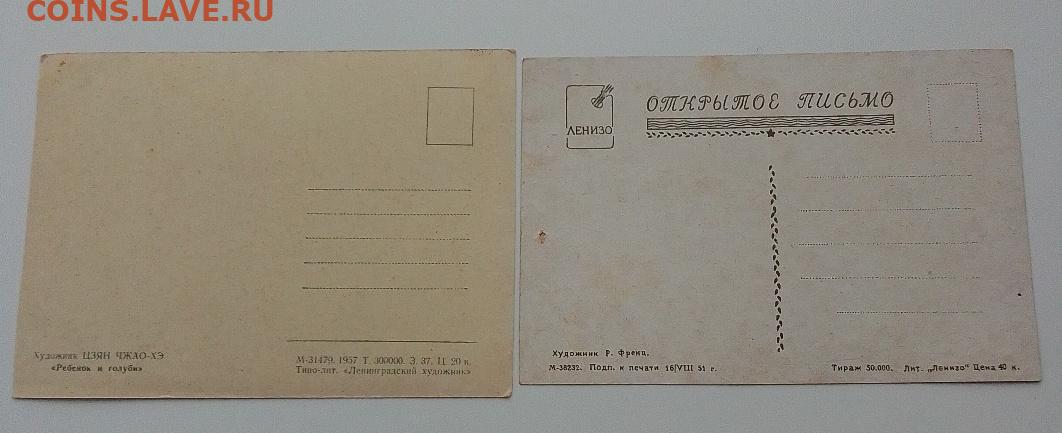 COINS.LAVE.RU
Художник ЦЗЯН ЧЖАО-ХЭ
«Ребенок и голуби»
М-31479. 1957 Т. 300000. З. 37. Ц. 20 к.
Типо-лит. «Ленинградский художник»
ЛЕНИЗО
ОТКРЫТОЕ ПИСЬМО
Художник Р. Френц.
М-38232. Подп. к печати 16/VIII 51 г.
Тираж 50.000. Лит. „Ленизо" Цена 40 к.